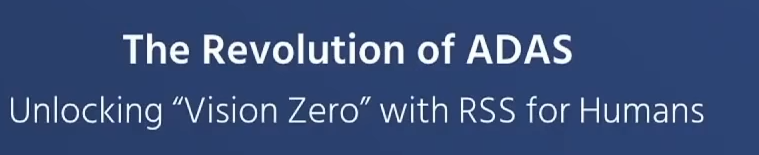 The Revolution of ADAS
Unlocking “Vision Zero” with RSS for Humans